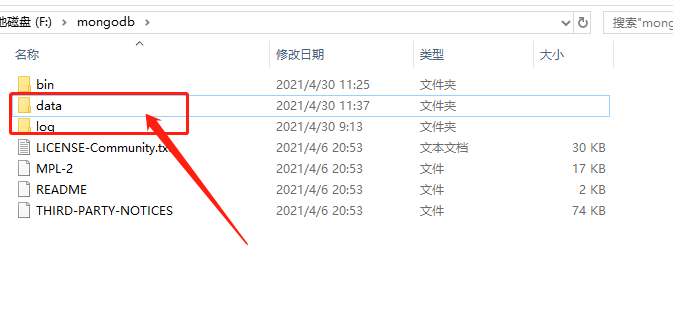 地磁盘 (F:) › mongodb ›
搜索"mong
名称 修改日期 类型 大小
bin 2021/4/30 11:25 文件夹
data 2021/4/30 11:37 文件夹
log 2021/4/30 9:13 文件夹
LICENSE-Community.tx 2021/4/6 20:53 文本文档 30 KB
MPL-2 2021/4/6 20:53 文件 17 KB
README 2021/4/6 20:53 文件 2 KB
THIRD-PARTY-NOTICES 2021/4/6 20:53 文件 74 KB